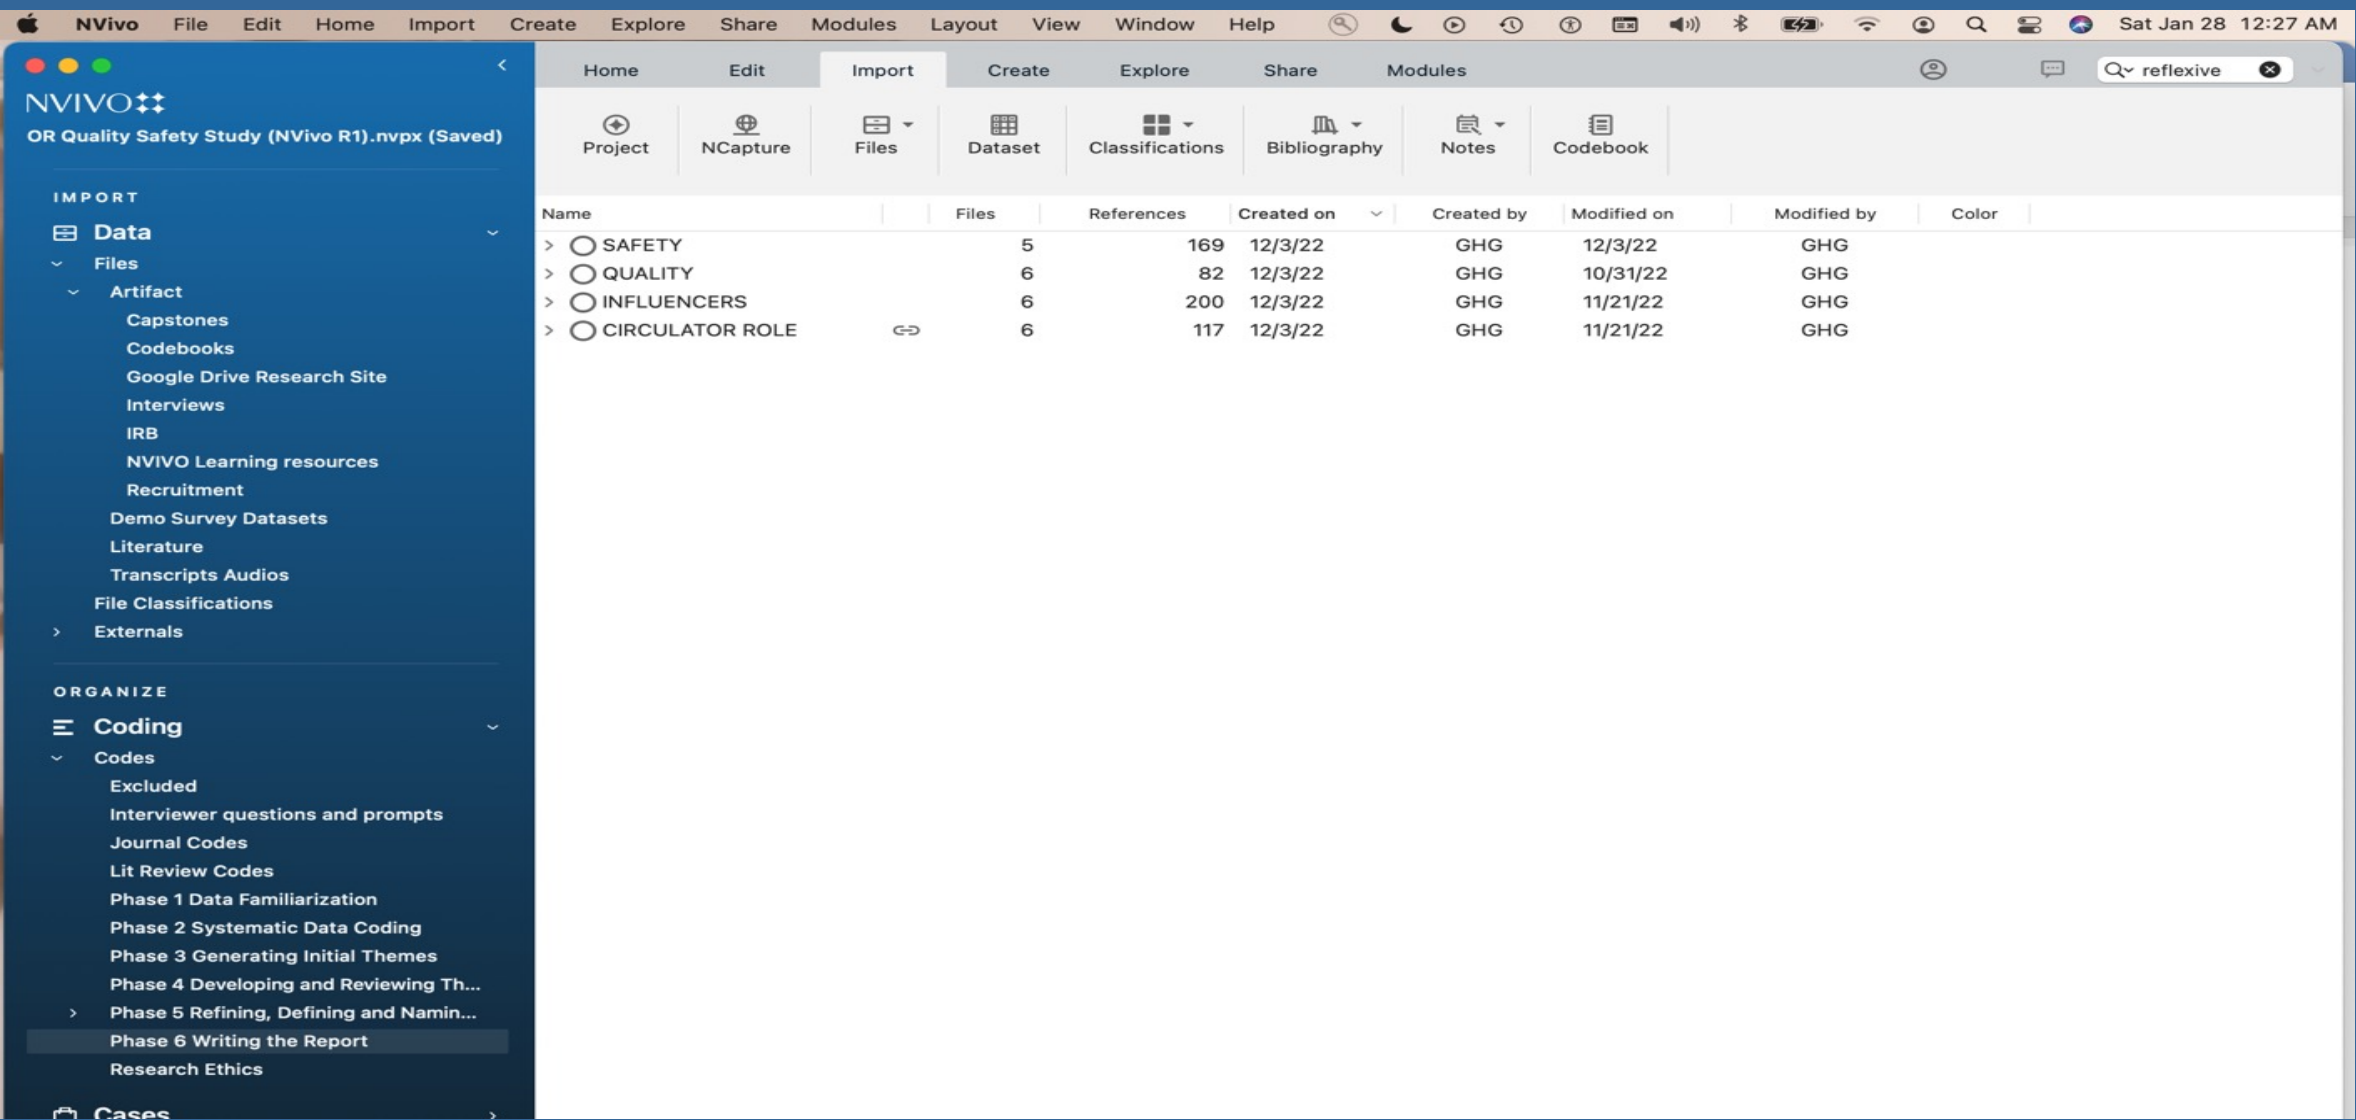 NVivo File Edit Home Import Create Explore Share Modules Layout View Window Help Sat Jan 28 12:27 AM
Home Edit Import Create Explore Share Modules reflexive
NVIVO
OR Quality Safety Study (NVivo R1).nvpx (Saved)
Project NCapture Files Dataset Classifications Bibliography Notes Codebook
IMPORT
Data
Files
Artifact
Capstones
Codebooks
Google Drive Research Site
Interviews
IRB
NVIVO Learning resources
Recruitment
Demo Survey Datasets
Literature
Transcripts Audios
File Classifications
Externals
ORGANIZE
Coding
Codes
Excluded
Interviewer questions and prompts
Journal Codes
Lit Review Codes
Phase 1 Data Familiarization
Phase 2 Systematic Data Coding
Phase 3 Generating Initial Themes
Phase 4 Developing and Reviewing Th...
Phase 5 Refining, Defining and Namin...
Phase 6 Writing the Report
Research Ethics
Cases
Name Files References Created on Created by Modified on Modified by Color
SAFETY 5 169 12/3/22 GHG 12/3/22 GHG
QUALITY 6 82 12/3/22 GHG 10/31/22 GHG
INFLUENCERS 6 200 12/3/22 GHG 11/21/22 GHG
CIRCULATOR ROLE 6 117 12/3/22 GHG 11/21/22 GHG